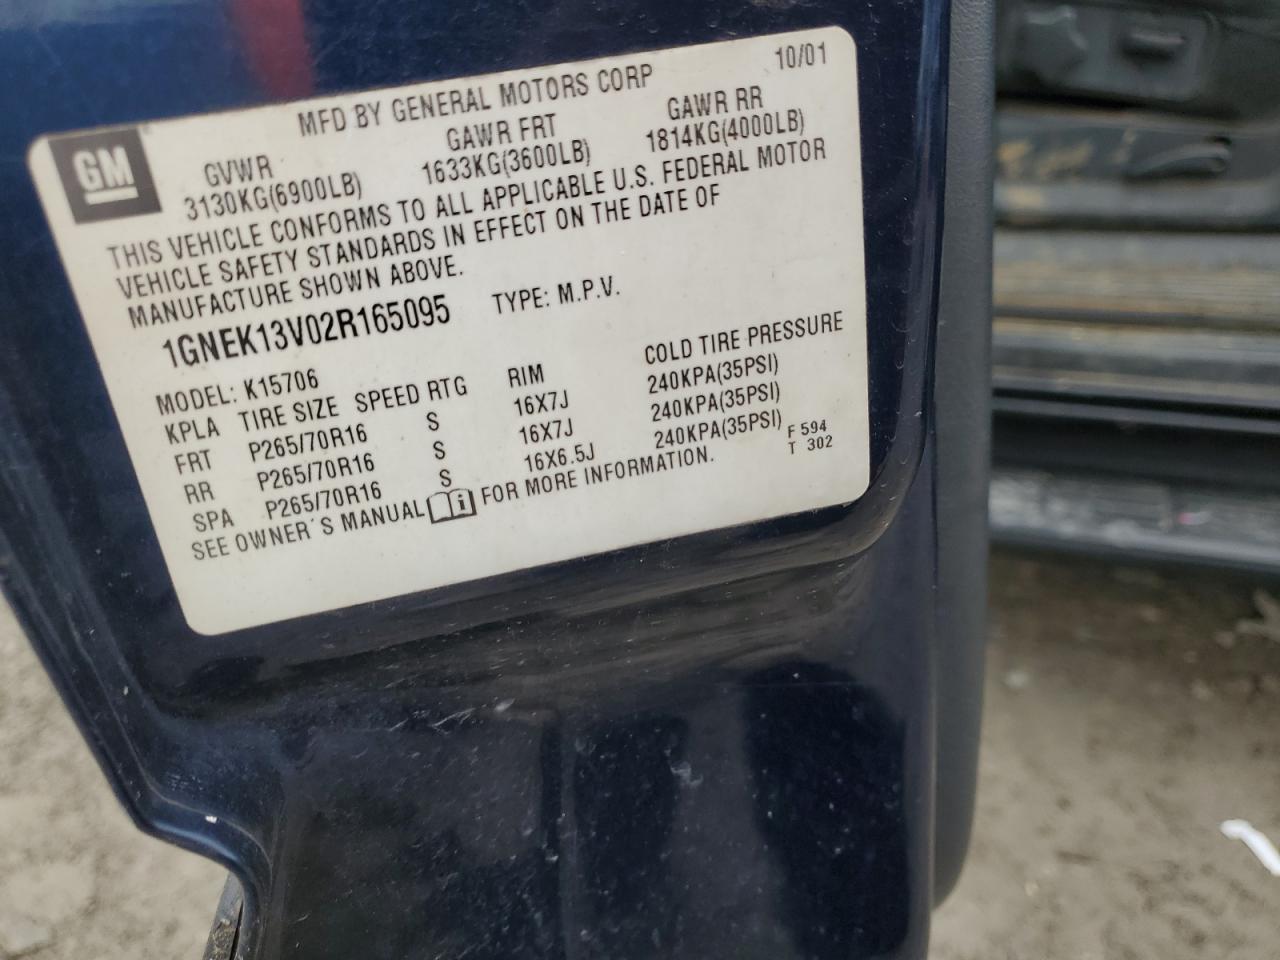 10/01
MFD BY GENERAL MOTORS CORP
GM
GVWR GAWR FRT GAWR RR
3130KG(6900LB) 1633KG(3600LB) 1814KG(4000LB)
THIS VEHICLE CONFORMS TO ALL APPLICABLE U.S. FEDERAL MOTOR
VEHICLE SAFETY STANDARDS IN EFFECT ON THE DATE OF
MANUFACTURE SHOWN ABOVE.
1GNEK13V02R165095 TYPE: M.P.V.
MODEL: K15706
KPLA TIRE SIZE SPEED RTG RIM COLD TIRE PRESSURE
FRT P265/70R16 S 16X7J 240KPA(35PSI)
RR P265/70R16 S 16X7J 240KPA(35PSI)
SPA P265/70R16 S 16X6.5J 240KPA(35PSI)
SEE OWNER'S MANUAL i FOR MORE INFORMATION.
F 594
T 302